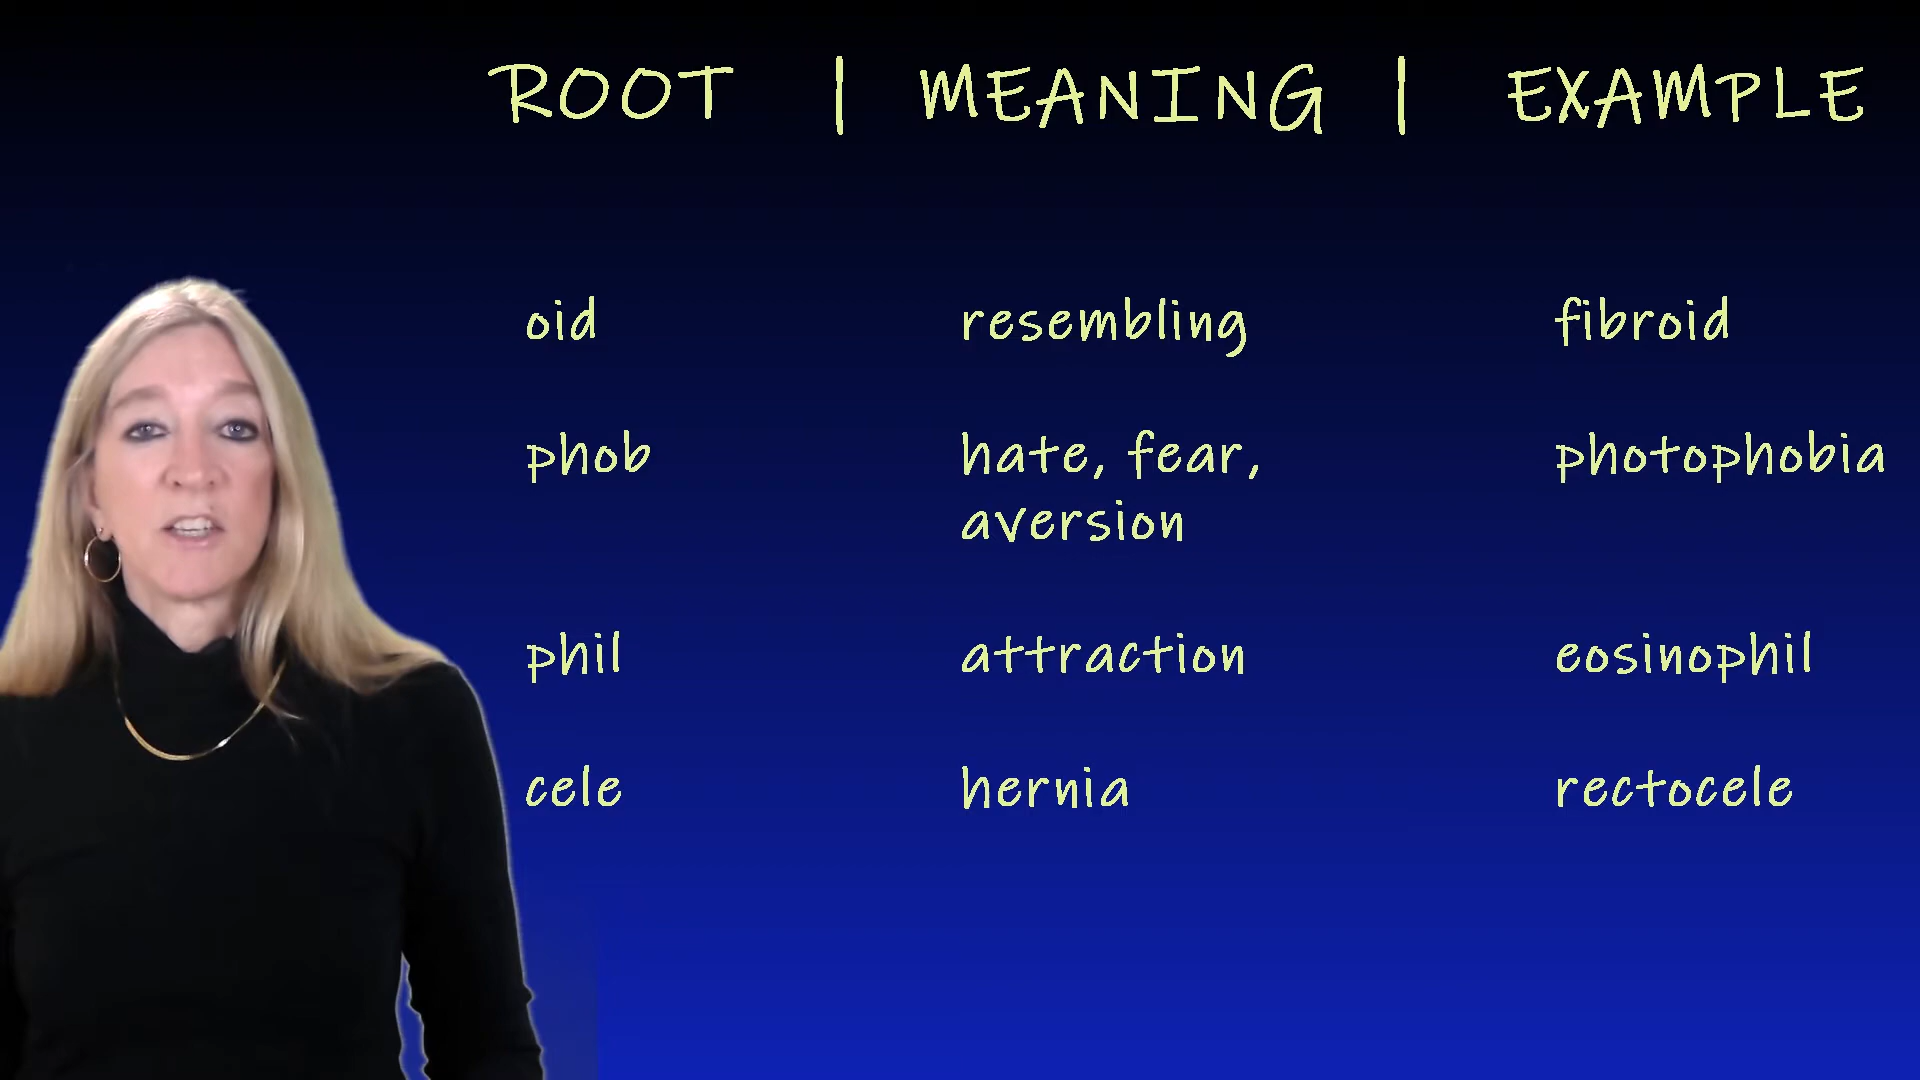 ROOT | MEANING | EXAMPLE
oid resembling fibroid
phob hate, fear, photophobia
aversion
phil attraction eosinophil
cele hernia rectocele